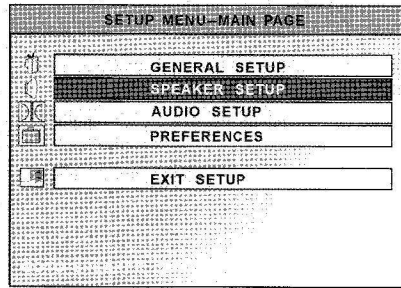 SETUP MENU–MAIN PAGE
GENERAL SETUP
SPEAKER SETUP
AUDIO SETUP
PREFERENCES
EXIT SETUP